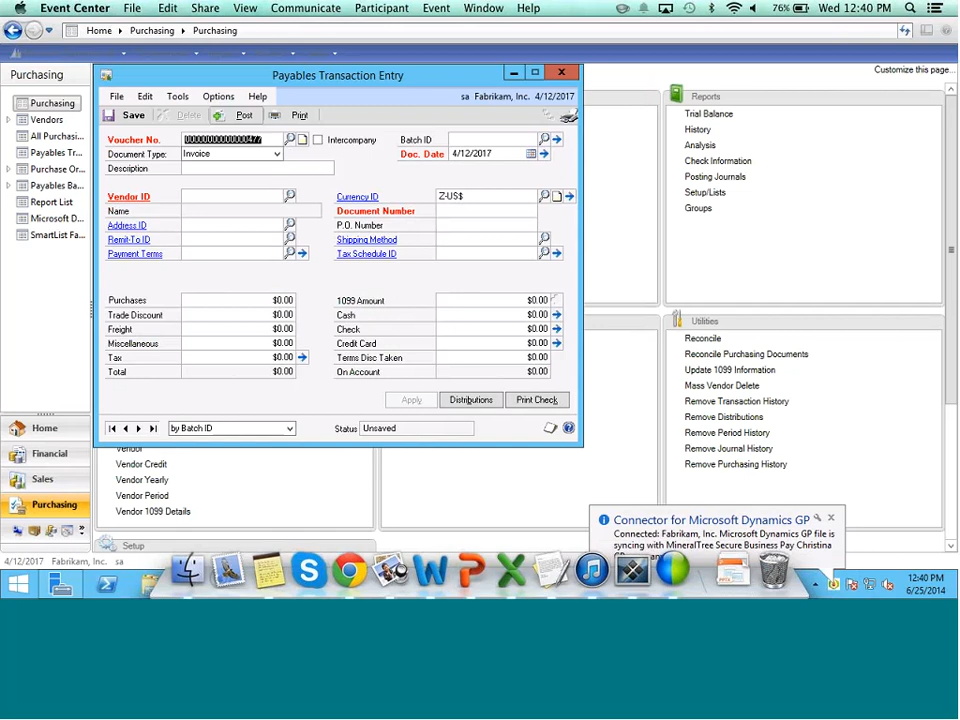 Event Center File Edit Share View Communicate Participant Event Window Help 76% Wed 12:40 PM
Home Purchasing Purchasing
Customize this page...
Purchasing
Purchasing
Vendors
All Purchasi...
Payables Tr...
Purchase Or...
Payables Ba...
Report List
Microsoft D...
SmartList Fa...
Home
Financial
Sales
Purchasing
Payables Transaction Entry
File Edit Tools Options Help sa Fabrikam, Inc. 4/12/2017
Save Delete Post Print
Voucher No. Intercompany Batch ID
Document Type: Invoice Doc. Date 4/12/2017
Description
Vendor ID Currency ID Z-US$
Name Document Number
Address ID P.O. Number
Remit-To ID Shipping Method
Payment Terms Tax Schedule ID
Purchases $0.00 1099 Amount $0.00
Trade Discount $0.00 Cash $0.00
Freight $0.00 Check $0.00
Miscellaneous $0.00 Credit Card $0.00
Tax $0.00 Terms Disc Taken $0.00
Total $0.00 On Account $0.00
Apply Distributions Print Check
by Batch ID Status Unsaved
Reports
Trial Balance
History
Analysis
Check Information
Posting Journals
Setup/Lists
Groups
Utilities
Reconcile
Reconcile Purchasing Documents
Update 1099 Information
Mass Vendor Delete
Remove Transaction History
Remove Distributions
Remove Period History
Remove Journal History
Remove Purchasing History
Vendor
Vendor Credit
Vendor Yearly
Vendor Period
Vendor 1099 Details
Setup
Connector for Microsoft Dynamics GP
Connected: Fabrikam, Inc. Microsoft Dynamics GP file is
syncing with MineralTree Secure Business Pay Christina
4/12/2017 Fabrikam, Inc. sa
12:40 PM
6/25/2014